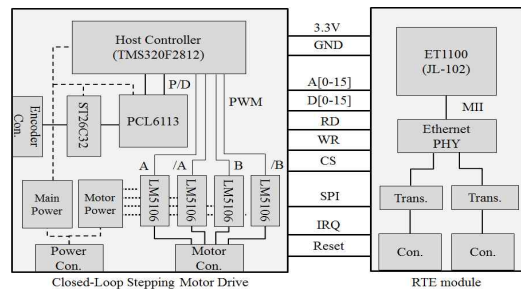 Host Controller
(TMS320F2812)
P/D
PWM
Encoder
Con.
ST26C32
PCL6113
A
/A
B
/B
LM5106
LM5106
LM5106
LM5106
Main
Power
Motor
Power
Power
Con.
Motor
Con.
Closed-Loop Stepping Motor Drive
3.3V
GND
A[0-15]
D[0-15]
RD
WR
CS
SPI
IRQ
Reset
ET1100
(JL-102)
MII
Ethernet
PHY
Trans.
Trans.
Con.
Con.
RTE module